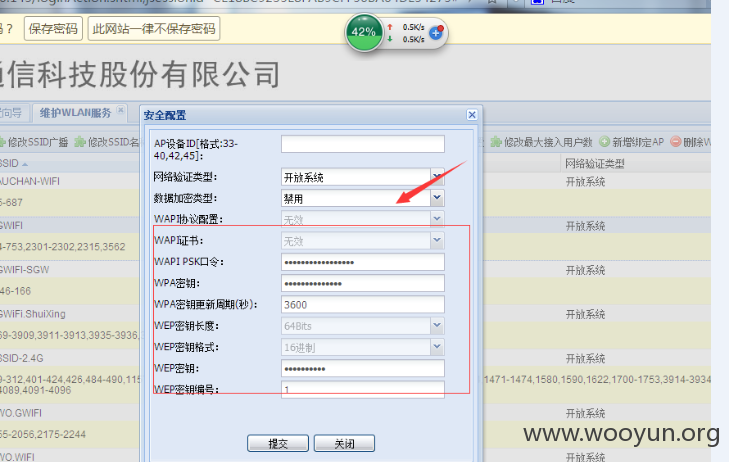 吗？ 保存密码 此网站一律不保存密码
42% 0.5K/s
0.5K/s
通信科技股份有限公司
置向导 维护WLAN服务
修改SSID广播 修改SSID名 修改最大接入用户数 新增绑定AP 删除W
安全配置
SSID 网络验证类型
AP设备ID[格式:33-
40,42,45]:
AUCHAN-WIFI 开放系统
5-687
网络验证类型: 开放系统
数据加密类型: 禁用
WAPI协议配置: 无效
GWIFI 开放系统
4-753,2301-2302,2315,3562
WAPI证书: 无效
WAPI PSK口令: •••••••••••••••••
GWIFI-SGW 开放系统
46-166
WPA密钥: ••••••••••••••
WPA密钥更新周期(秒): 3600
GWiFi.ShuiXing 开放系统
69-3909,3911-3913,3935-3936,
WEP密钥长度: 64Bits
WEP密钥格式: 16进制
SSID-2.4G 开放系统
WEP密钥: ••••••••••
9-312,401-424,426,484-490,115 1471-1474,1580,1590,1622,1700-1753,3914-3934
4089,4091-4096
WEP密钥编号: 1
WO.GWIFI 开放系统
55-2056,2175-2244
提交 关闭
WO.WIFI 开放系统
www.wooyun.org